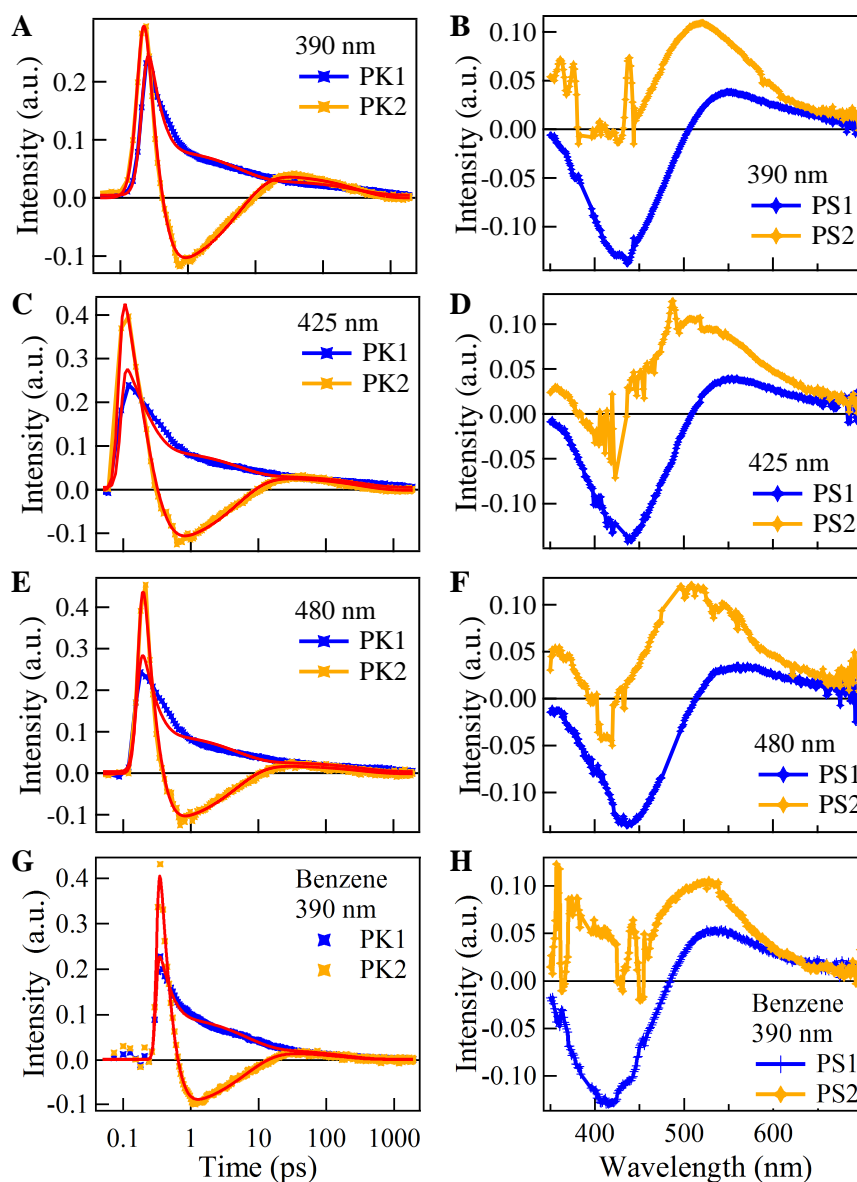 A
390 nm
PK1
PK2
0.2
0.1
0.0
-0.1
Intensity (a.u.)
B
0.10
0.05
0.00
-0.05
-0.10
Intensity (a.u.)
390 nm
PS1
PS2
C
425 nm
PK1
PK2
0.4
0.3
0.2
0.1
0.0
-0.1
Intensity (a.u.)
D
0.10
0.05
0.00
-0.05
-0.10
Intensity (a.u.)
425 nm
PS1
PS2
E
480 nm
PK1
PK2
0.4
0.3
0.2
0.1
0.0
-0.1
Intensity (a.u.)
F
0.10
0.05
0.00
-0.05
-0.10
Intensity (a.u.)
480 nm
PS1
PS2
G
Benzene
390 nm
PK1
PK2
0.4
0.3
0.2
0.1
0.0
-0.1
Intensity (a.u.)
0.1 1 10 100 1000
Time (ps)
H
0.10
0.05
0.00
-0.05
-0.10
Intensity (a.u.)
Benzene
390 nm
PS1
PS2
400 500 600
Wavelength (nm)